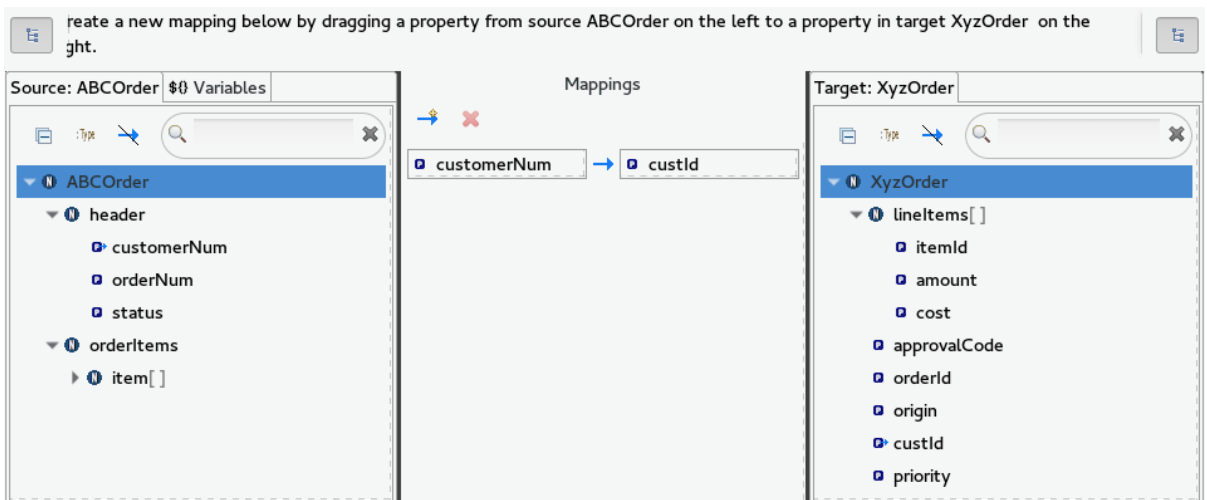 reate a new mapping below by dragging a property from source ABCOrder on the left to a property in target XyzOrder on the
ght.
Source: ABCOrder ${} Variables
:Type
ABCOrder
header
customerNum
orderNum
status
orderItems
item[ ]
Mappings
customerNum → custId
Target: XyzOrder
:Type
XyzOrder
lineItems[ ]
itemId
amount
cost
approvalCode
orderId
origin
custId
priority